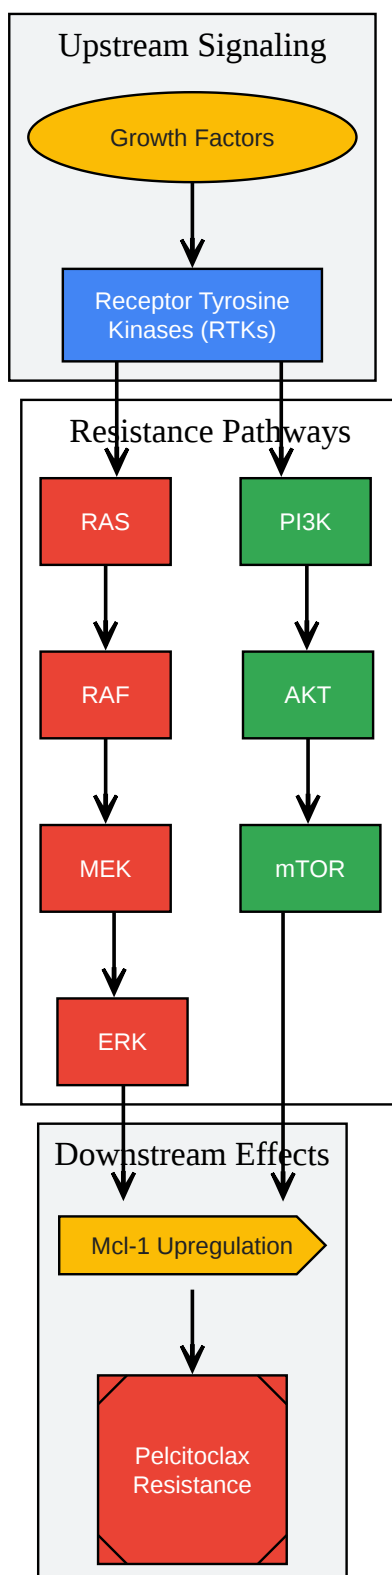 Upstream Signaling
Growth Factors
Receptor Tyrosine
Kinases (RTKs)
Resistance Pathways
RAS
PI3K
RAF
AKT
MEK
mTOR
ERK
Downstream Effects
Mcl-1 Upregulation
Pelcitoclax
Resistance